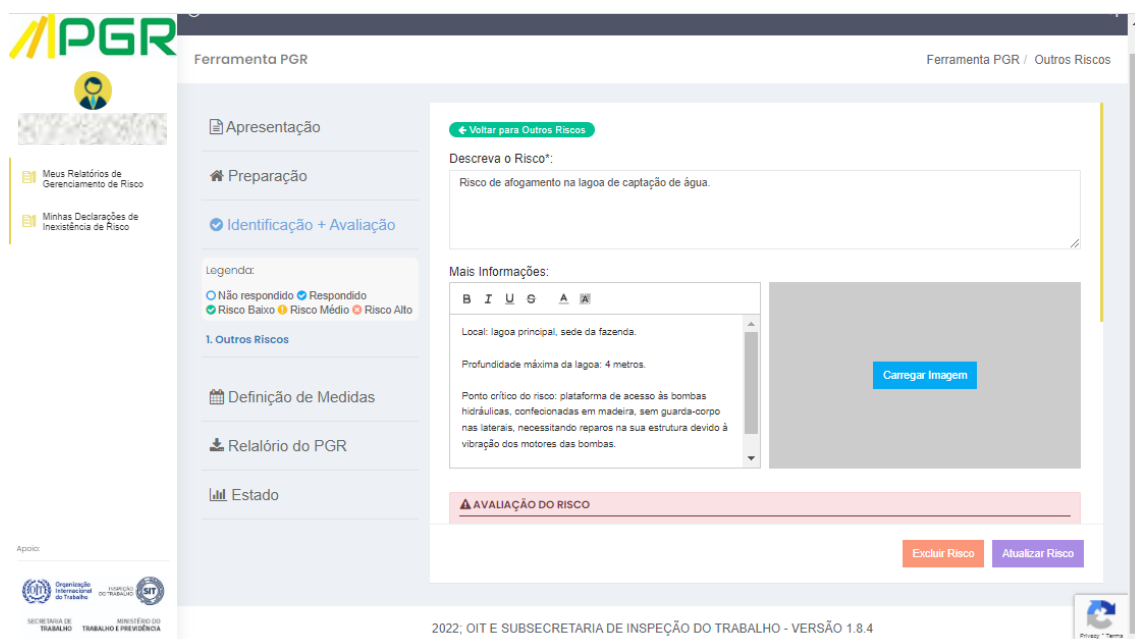 PGR
Meus Relatórios de
Gerenciamento de Risco
Minhas Declarações de
Inexistência de Risco
Apoio:
Organização
Internacional
do Trabalho
INSPEÇÃO
DO TRABALHO
SIT
SECRETARIA DE
TRABALHO
MINISTÉRIO DO
TRABALHO E PREVIDÊNCIA
Ferramenta PGR
Ferramenta PGR / Outros Riscos
Apresentação
Preparação
Identificação + Avaliação
Legenda:
Não respondido Respondido
Risco Baixo Risco Médio Risco Alto
1. Outros Riscos
Definição de Medidas
Relalório do PGR
Estado
Voltar para Outros Riscos
Descreva o Risco*:
Risco de afogamento na lagoa de captação de água.
Mais Informações:
B I U S A A
Local: lagoa principal, sede da fazenda.
Profundidade máxima da lagoa: 4 metros.
Ponto crítico do risco: plataforma de acesso às bombas
hidráulicas, confecionadas em madeira, sem guarda-corpo
nas laterais, necessitando reparos na sua estrutura devido à
vibração dos motores das bombas.
Carregar Imagem
AVALIAÇÃO DO RISCO
Excluir Risco
Atualizar Risco
2022; OIT E SUBSECRETARIA DE INSPEÇÃO DO TRABALHO - VERSÃO 1.8.4
Privacy - Terms